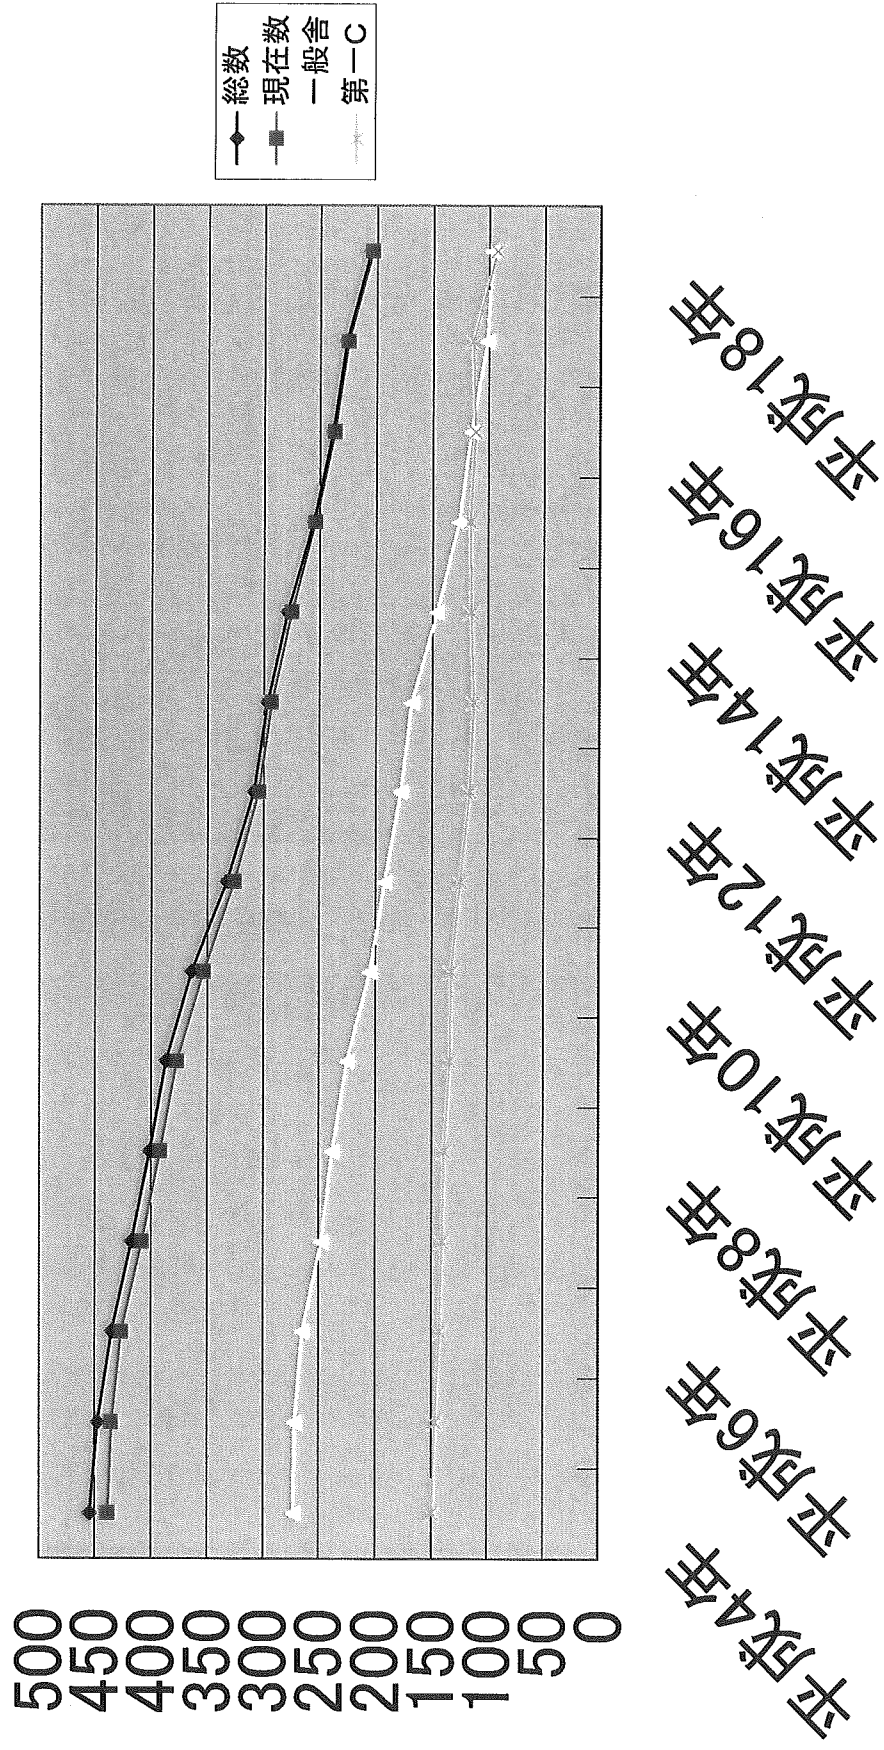 総数
現在数
一般舎
第一C
500
450
400
350
300
250
200
150
100
50
0
平成4年
平成6年
平成8年
平成10年
平成12年
平成14年
平成16年
平成18年